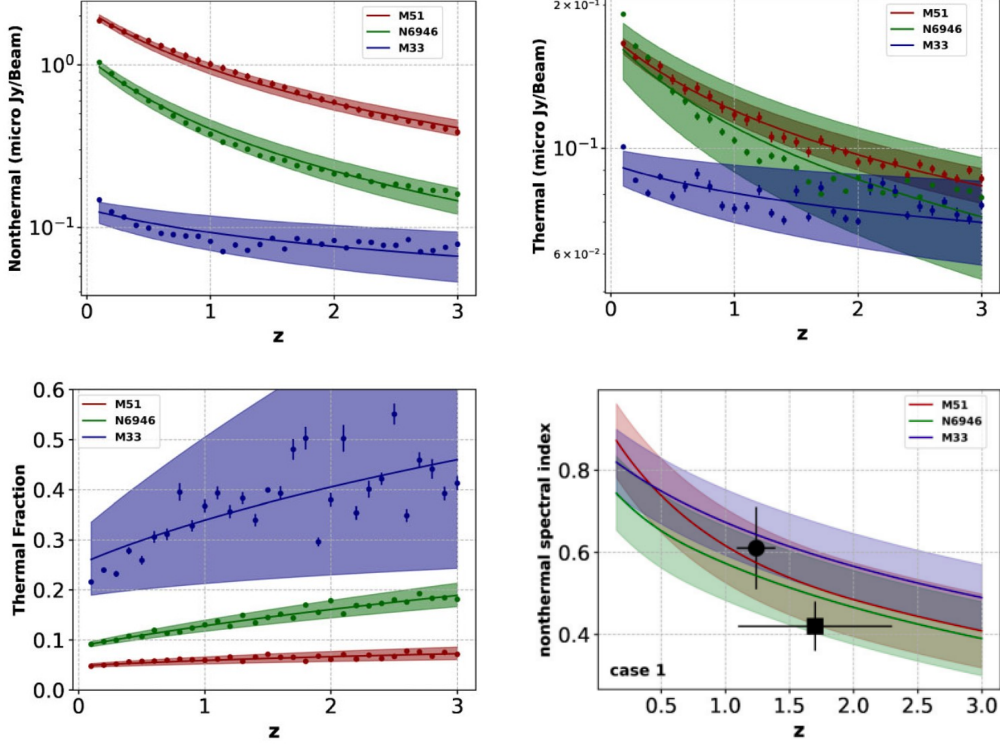 Nonthermal (micro Jy/Beam)
10⁰
10⁻¹
M51
N6946
M33
0 1 2 3
z
Thermal (micro Jy/Beam)
2 × 10⁻¹
10⁻¹
6 × 10⁻²
M51
N6946
M33
0 1 2 3
z
Thermal Fraction
0.6
0.5
0.4
0.3
0.2
0.1
0.0
M51
N6946
M33
0 1 2 3
z
nonthermal spectral index
0.8
0.6
0.4
M51
N6946
M33
case 1
0.5 1.0 1.5 2.0 2.5 3.0
z